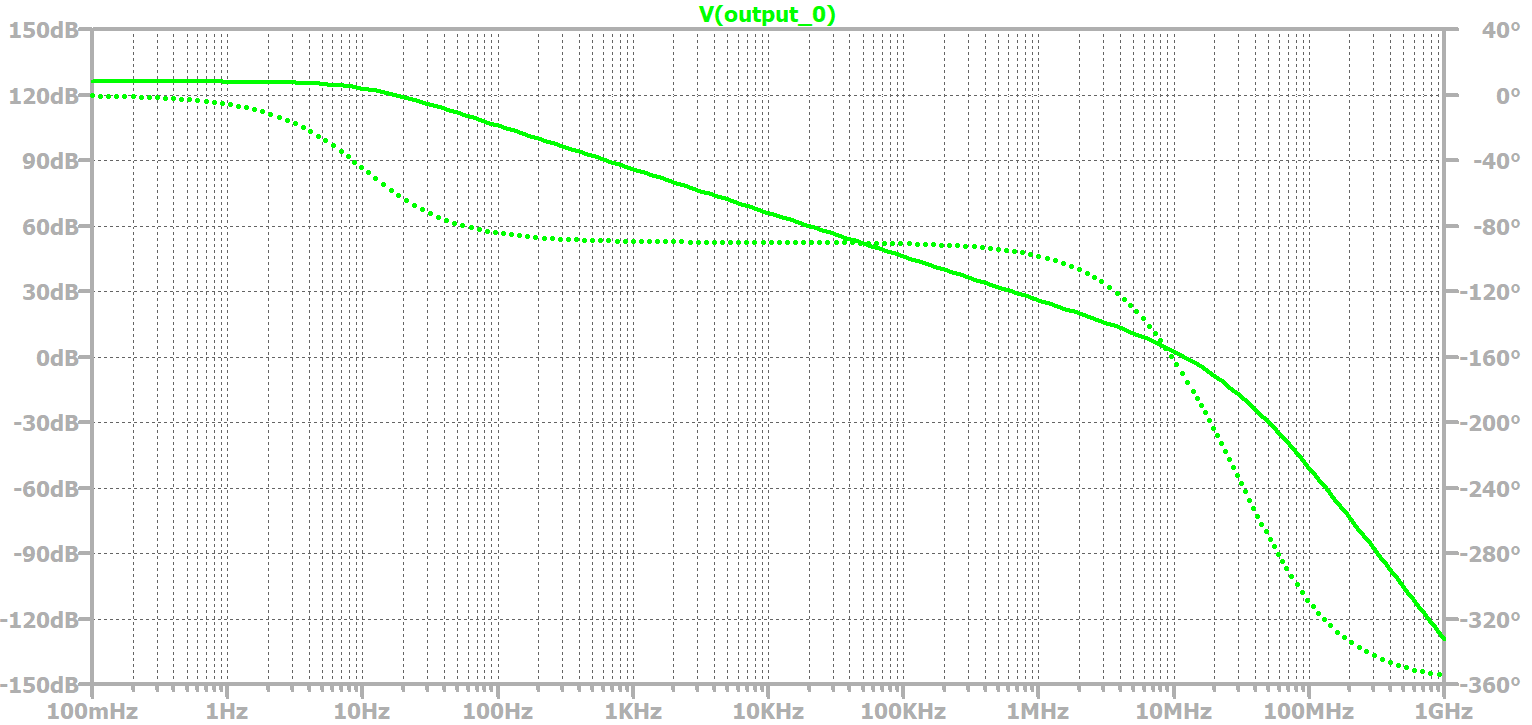 V(output_0)
150dB
120dB
90dB
60dB
30dB
0dB
-30dB
-60dB
-90dB
-120dB
-150dB
40°
0°
-40°
-80°
-120°
-160°
-200°
-240°
-280°
-320°
-360°
100mHz 1Hz 10Hz 100Hz 1KHz 10KHz 100KHz 1MHz 10MHz 100MHz 1GHz